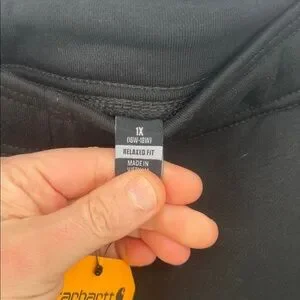 1X
(16W-18W)
RELAXED FIT
MADE IN
VIETNAM
carhartt